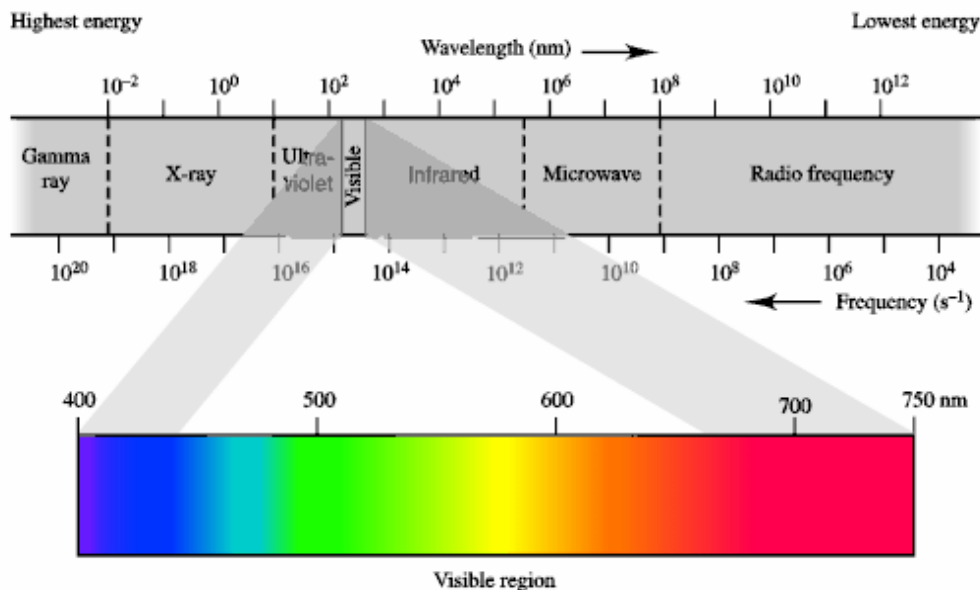 Highest energy Lowest energy
Wavelength (nm)
10⁻² 10⁰ 10² 10⁴ 10⁶ 10⁸ 10¹⁰ 10¹²
Gamma ray
X-ray
Ultra-
violet
Visible
Infrared
Microwave
Radio frequency
10²⁰ 10¹⁸ 10¹⁶ 10¹⁴ 10¹² 10¹⁰ 10⁸ 10⁶ 10⁴
Frequency (s⁻¹)
400 500 600 700 750 nm
Visible region